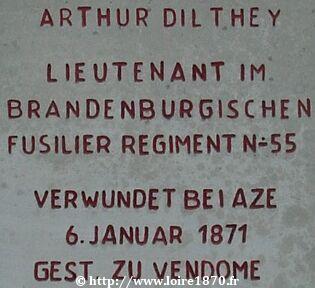 ARTHUR DILTHEY
LIEUTENANT IM
BRANDENBURGISCHEN
FUSILIER REGIMENT No 55
VERWUNDET BEI AZE
6. JANUAR 1871
GEST. ZU VENDOME
© http://www.loire1870.fr